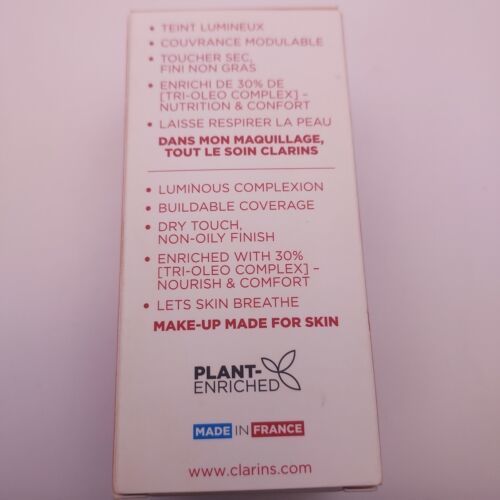 • TEINT LUMINEUX
• COUVRANCE MODULABLE
• TOUCHER SEC,
FINI NON GRAS
• ENRICHI DE 30% DE
[TRI-OLEO COMPLEX] –
NUTRITION & CONFORT
• LAISSE RESPIRER LA PEAU
DANS MON MAQUILLAGE,
TOUT LE SOIN CLARINS
• LUMINOUS COMPLEXION
• BUILDABLE COVERAGE
• DRY TOUCH,
NON-OILY FINISH
• ENRICHED WITH 30%
[TRI-OLEO COMPLEX] –
NOURISH & COMFORT
• LETS SKIN BREATHE
MAKE-UP MADE FOR SKIN
PLANT-
ENRICHED
MADE IN FRANCE
www.clarins.com